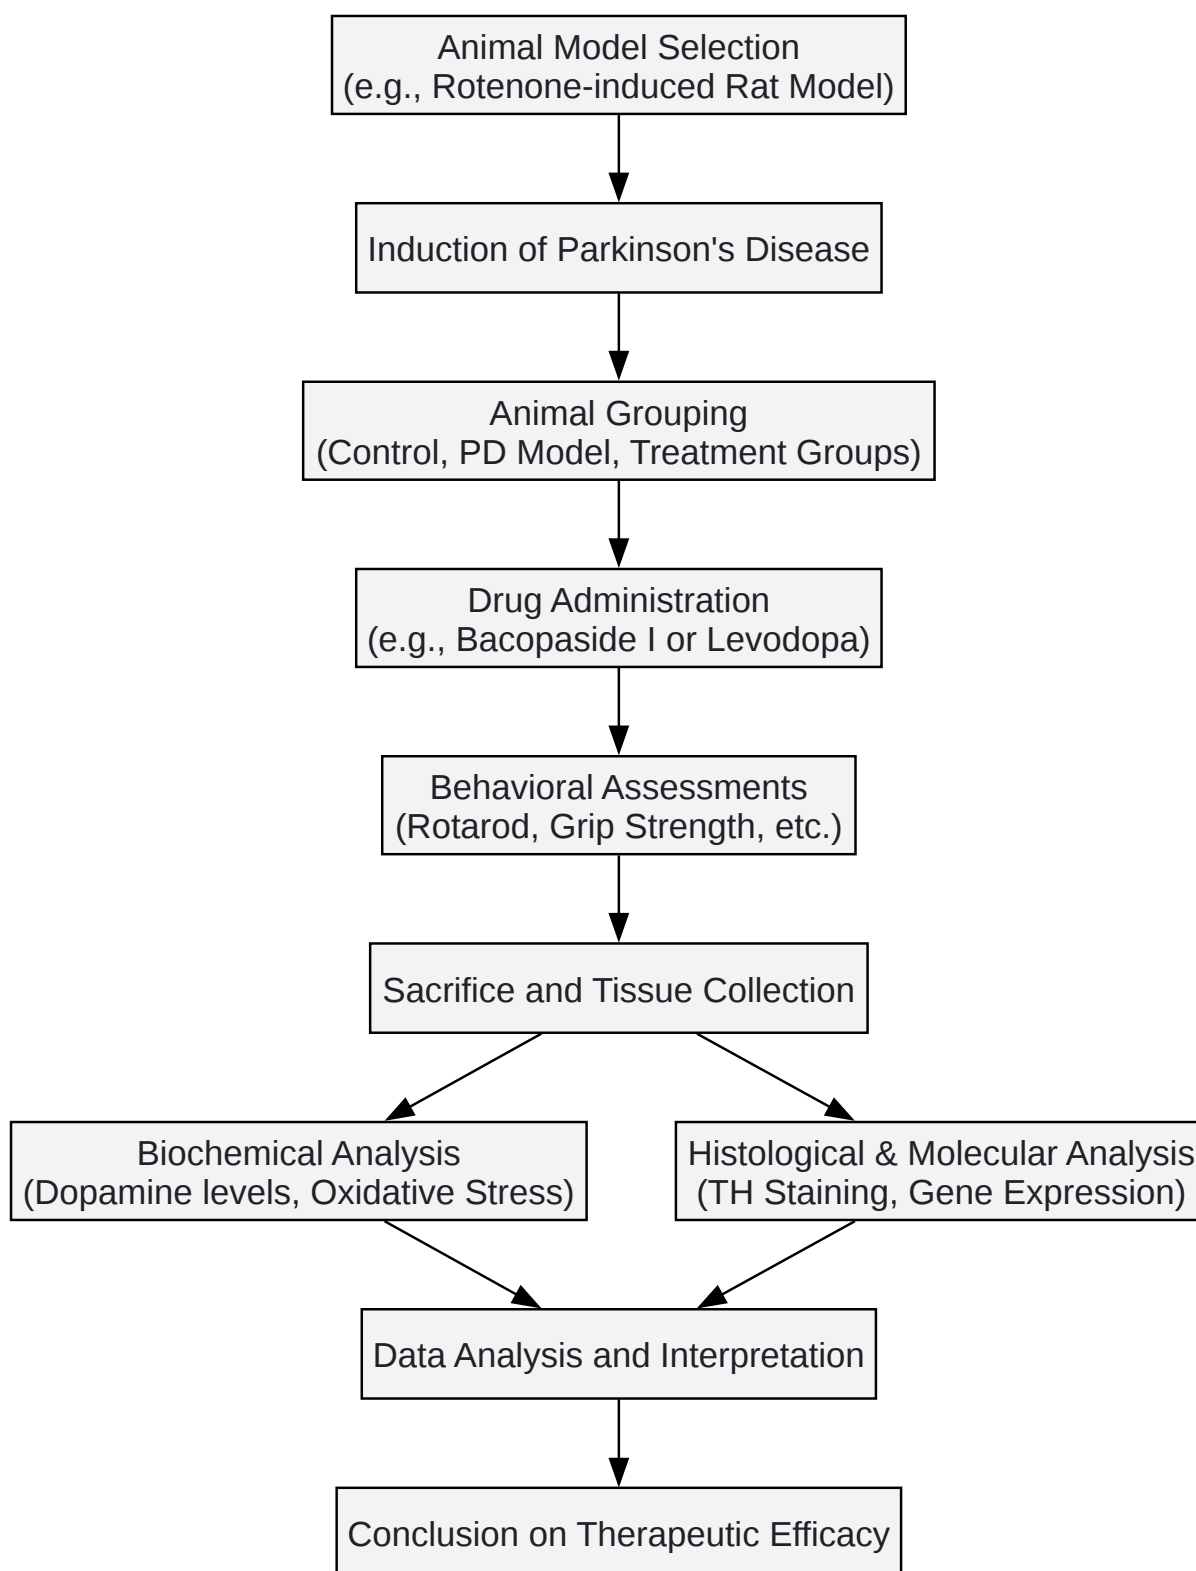 Animal Model Selection
(e.g., Rotenone-induced Rat Model)
Induction of Parkinson's Disease
Animal Grouping
(Control, PD Model, Treatment Groups)
Drug Administration
(e.g., Bacopaside I or Levodopa)
Behavioral Assessments
(Rotarod, Grip Strength, etc.)
Sacrifice and Tissue Collection
Biochemical Analysis
(Dopamine levels, Oxidative Stress)
Histological & Molecular Analysis
(TH Staining, Gene Expression)
Data Analysis and Interpretation
Conclusion on Therapeutic Efficacy